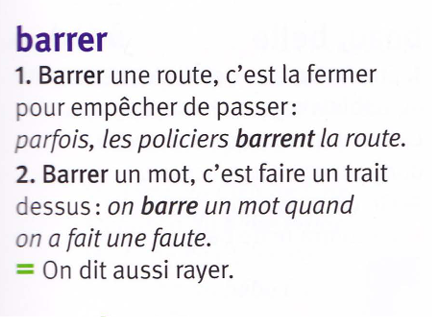 barrer
1. Barrer une route, c'est la fermer
pour empêcher de passer :
parfois, les policiers barrent la route.
2. Barrer un mot, c'est faire un trait
dessus : on barre un mot quand
on a fait une faute.
= On dit aussi rayer.